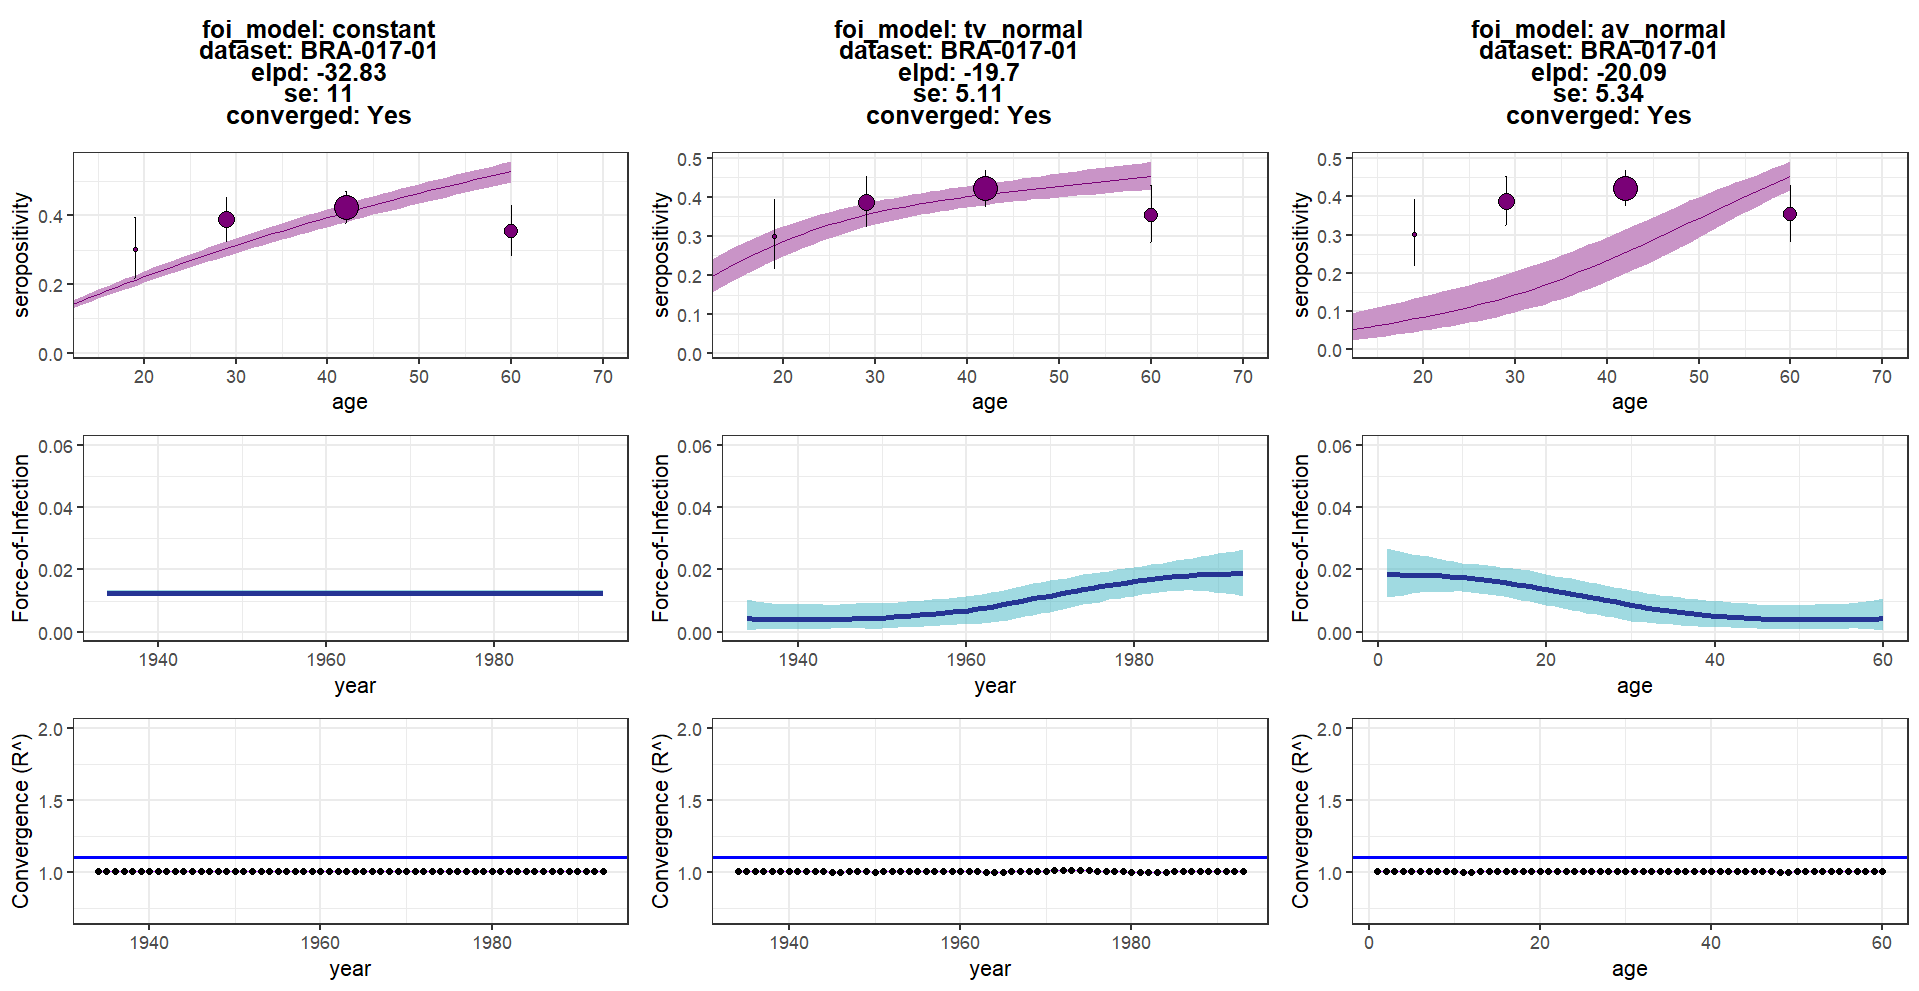 foi_model: constant
dataset: BRA-017-01
elpd: -32.83
se: 11
converged: Yes
foi_model: tv_normal
dataset: BRA-017-01
elpd: -19.7
se: 5.11
converged: Yes
foi_model: av_normal
dataset: BRA-017-01
elpd: -20.09
se: 5.34
converged: Yes
seropositivity
0.4
0.2
0.0
20 30 40 50 60 70
age
seropositivity
0.5
0.4
0.3
0.2
0.1
0.0
20 30 40 50 60 70
age
seropositivity
0.5
0.4
0.3
0.2
0.1
0.0
20 30 40 50 60 70
age
Force-of-Infection
0.06
0.04
0.02
0.00
1940 1960 1980
year
Force-of-Infection
0.06
0.04
0.02
0.00
1940 1960 1980
year
Force-of-Infection
0.06
0.04
0.02
0.00
0 20 40 60
age
Convergence (R^)
2.0
1.5
1.0
1940 1960 1980
year
Convergence (R^)
2.0
1.5
1.0
1940 1960 1980
year
Convergence (R^)
2.0
1.5
1.0
0 20 40 60
age